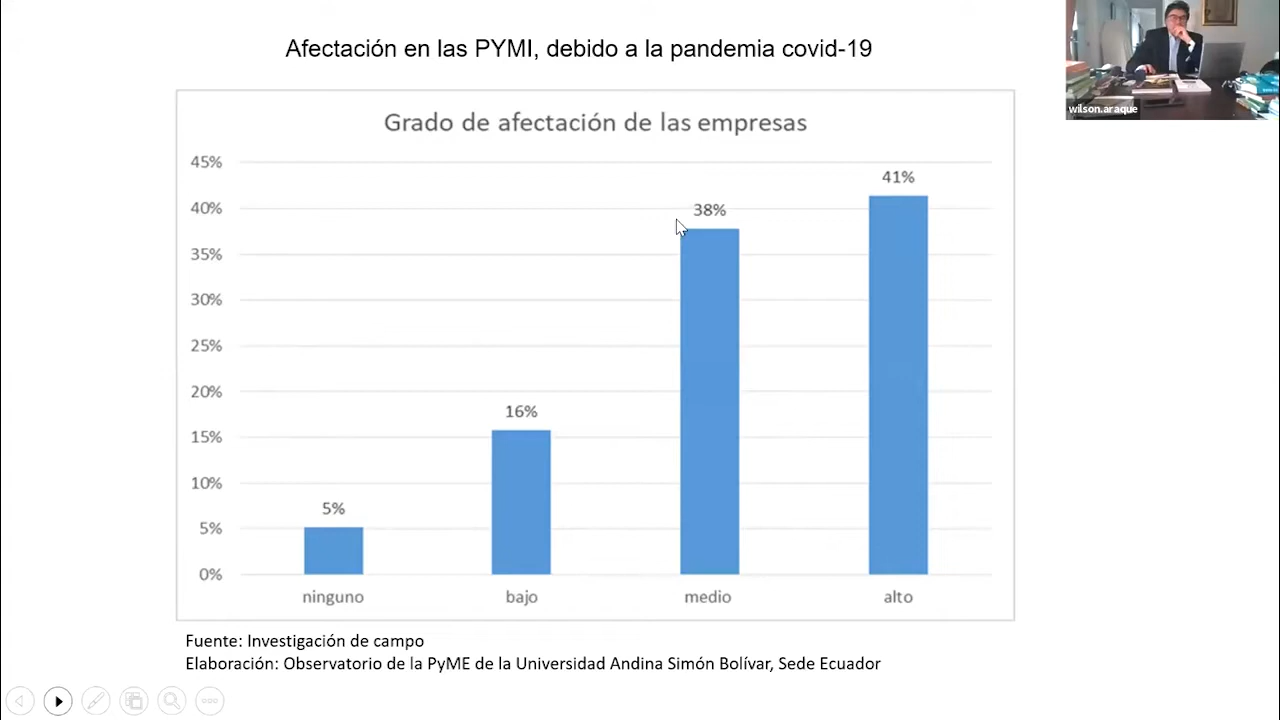 Afectación en las PYMI, debido a la pandemia covid-19
wilson.araque
Grado de afectación de las empresas
45%
40%
35%
30%
25%
20%
15%
10%
5%
0%
5%
16%
38%
41%
ninguno
bajo
medio
alto
Fuente: Investigación de campo
Elaboración: Observatorio de la PyME de la Universidad Andina Simón Bolívar, Sede Ecuador